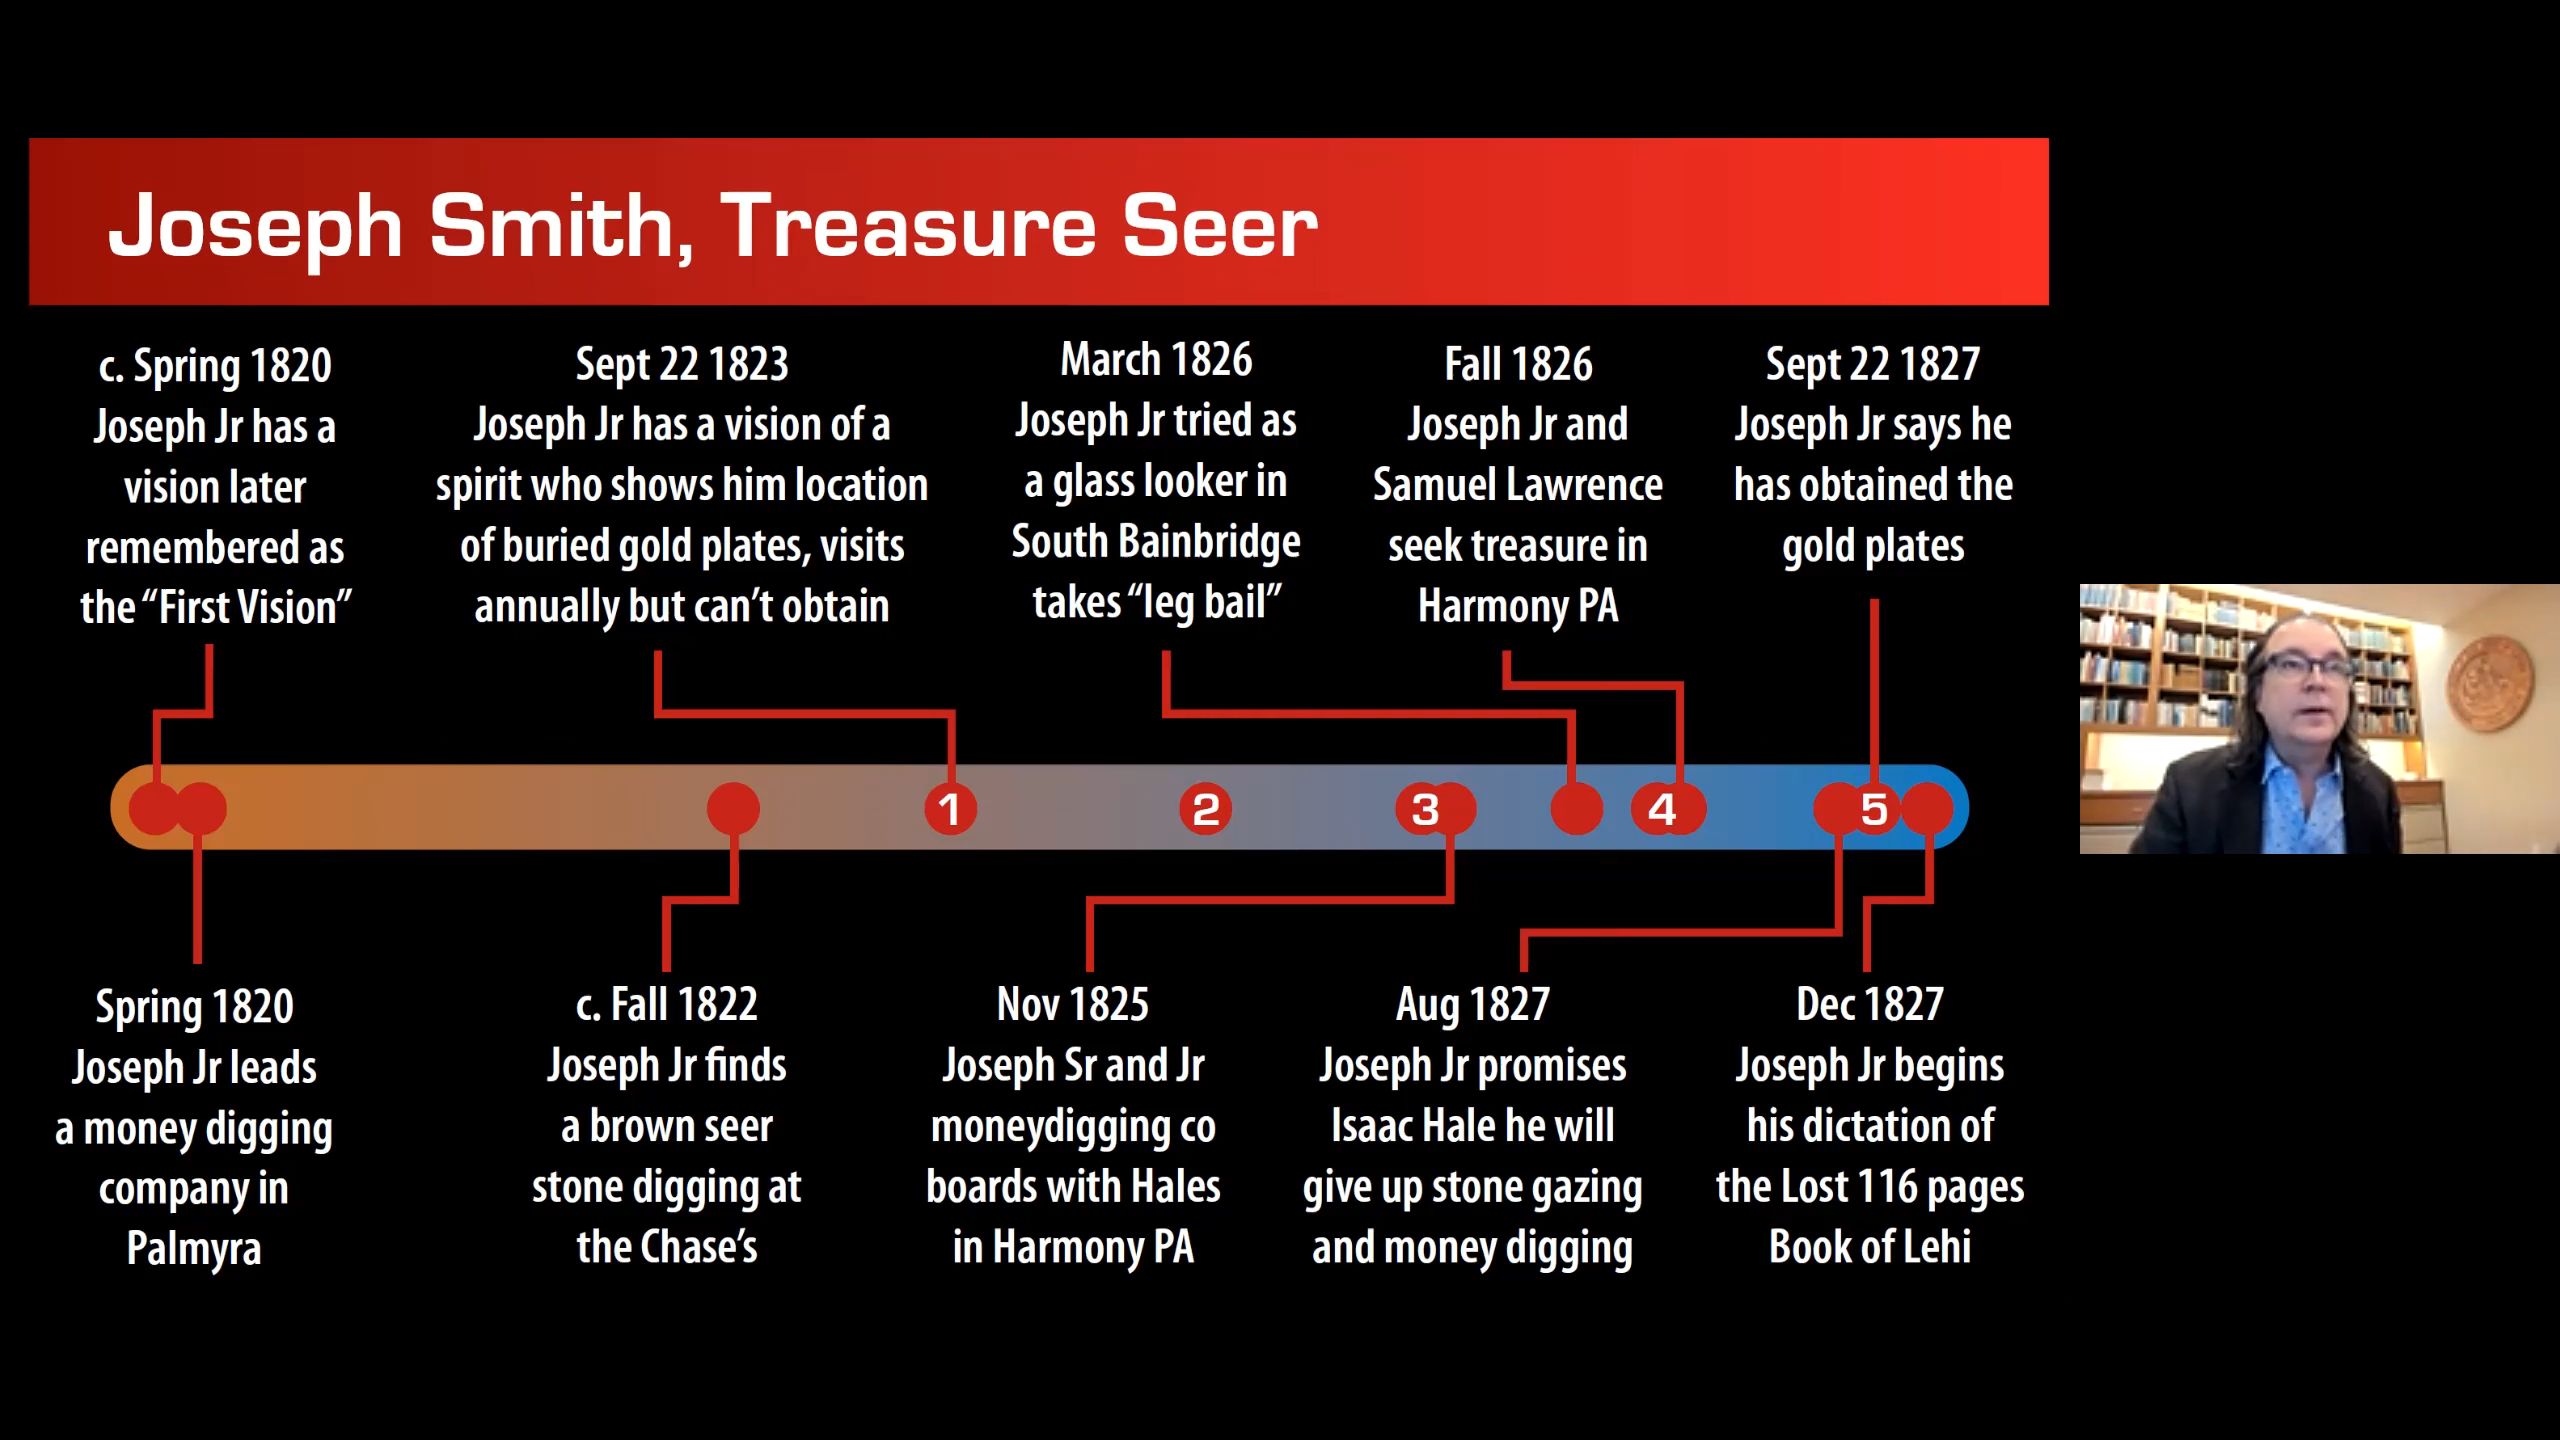 Joseph Smith, Treasure Seer
c. Spring 1820
Joseph Jr has a
vision later
remembered as
the “First Vision”
Sept 22 1823
Joseph Jr has a vision of a
spirit who shows him location
of buried gold plates, visits
annually but can’t obtain
March 1826
Joseph Jr tried as
a glass looker in
South Bainbridge
takes “leg bail”
Fall 1826
Joseph Jr and
Samuel Lawrence
seek treasure in
Harmony PA
Sept 22 1827
Joseph Jr says he
has obtained the
gold plates
1 2 3 4 5
Spring 1820
Joseph Jr leads
a money digging
company in
Palmyra
c. Fall 1822
Joseph Jr finds
a brown seer
stone digging at
the Chase’s
Nov 1825
Joseph Sr and Jr
moneydigging co
boards with Hales
in Harmony PA
Aug 1827
Joseph Jr promises
Isaac Hale he will
give up stone gazing
and money digging
Dec 1827
Joseph Jr begins
his dictation of
the Lost 116 pages
Book of Lehi